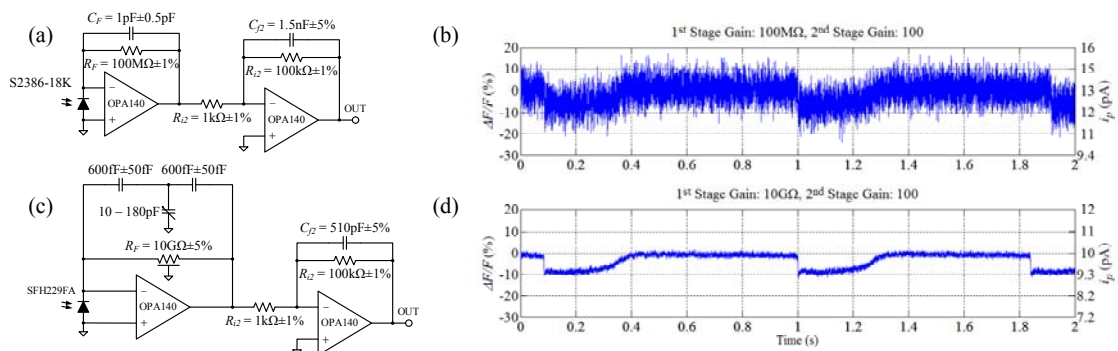 (a)
C_F = 1pF±0.5pF
R_F = 100MΩ±1%
S2386-18K
−
+
OPA140
R_i2 = 1kΩ±1%
C_f2 = 1.5nF±5%
R_i2 = 100kΩ±1%
−
+
OPA140
OUT
(b)
1st Stage Gain: 100MΩ, 2nd Stage Gain: 100
ΔF/F (%)
20
10
0
-10
-20
-30
16
15
14
13
12
11
9.4
i_p (pA)
0 0.2 0.4 0.6 0.8 1 1.2 1.4 1.6 1.8 2
(c)
600fF±50fF 600fF±50fF
10 – 180pF
R_F = 10GΩ±5%
SFH229FA
−
+
OPA140
R_i2 = 1kΩ±1%
C_f2 = 510pF±5%
R_i2 = 100kΩ±1%
−
+
OPA140
OUT
(d)
1st Stage Gain: 10GΩ, 2nd Stage Gain: 100
ΔF/F (%)
20
10
0
-10
-20
-30
12
11
10
9.3
9.2
7.2
i_p (pA)
0 0.2 0.4 0.6 0.8 1 1.2 1.4 1.6 1.8 2
Time (s)